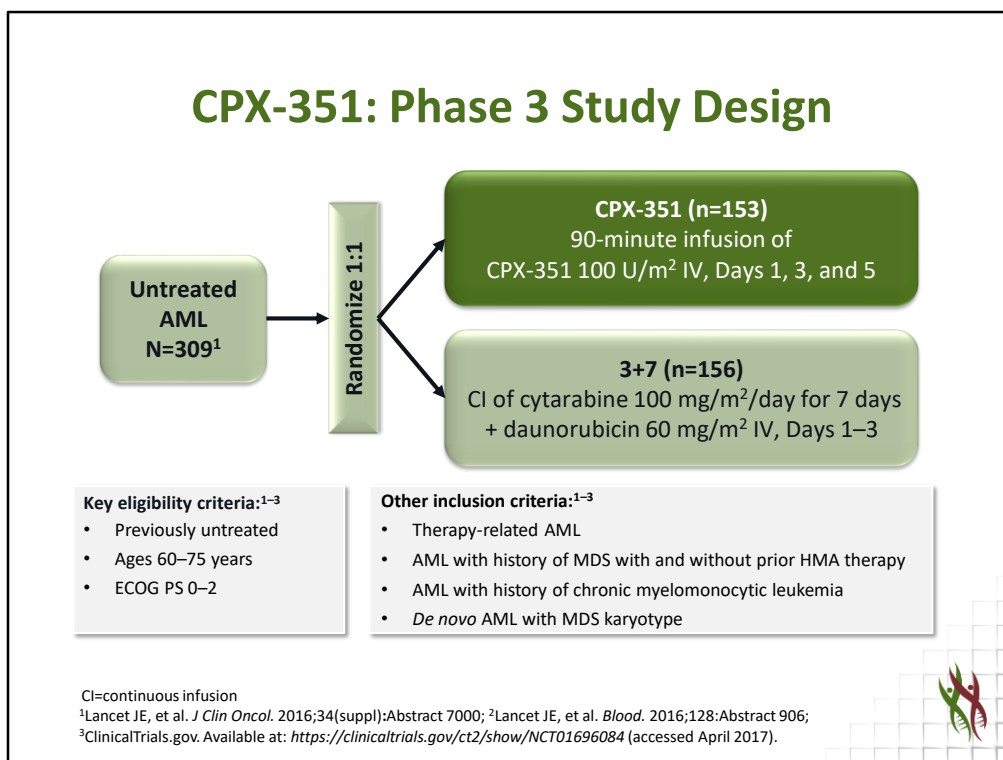 CPX-351: Phase 3 Study Design
Untreated
AML
N=309¹
Randomize 1:1
CPX-351 (n=153)
90-minute infusion of
CPX-351 100 U/m² IV, Days 1, 3, and 5
3+7 (n=156)
CI of cytarabine 100 mg/m²/day for 7 days
+ daunorubicin 60 mg/m² IV, Days 1–3
Key eligibility criteria:¹⁻³
• Previously untreated
• Ages 60–75 years
• ECOG PS 0–2
Other inclusion criteria:¹⁻³
• Therapy-related AML
• AML with history of MDS with and without prior HMA therapy
• AML with history of chronic myelomonocytic leukemia
• De novo AML with MDS karyotype
CI=continuous infusion
¹Lancet JE, et al. J Clin Oncol. 2016;34(suppl):Abstract 7000; ²Lancet JE, et al. Blood. 2016;128:Abstract 906;
³ClinicalTrials.gov. Available at: https://clinicaltrials.gov/ct2/show/NCT01696084 (accessed April 2017).